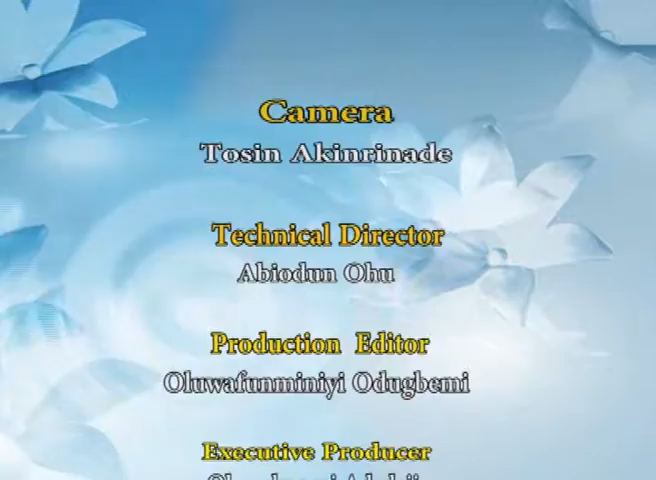 Camera
Tosin Akinrinade
Technical Director
Abiodun Ohu
Production Editor
Oluwafunminiyi Odugbemi
Executive Producer